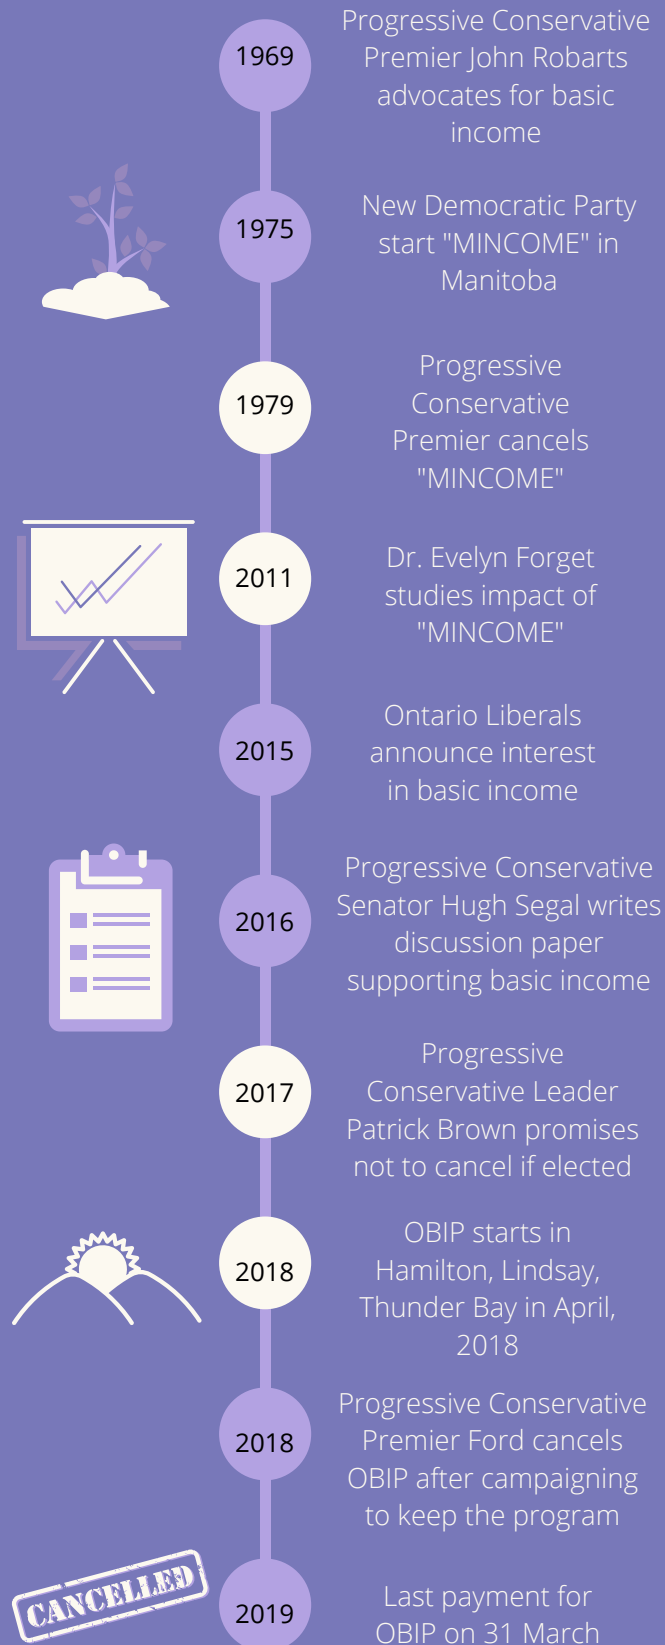 1969
Progressive Conservative
Premier John Robarts
advocates for basic
income
1975
New Democratic Party
start "MINCOME" in
Manitoba
1979
Progressive
Conservative
Premier cancels
"MINCOME"
2011
Dr. Evelyn Forget
studies impact of
"MINCOME"
2015
Ontario Liberals
announce interest
in basic income
2016
Progressive Conservative
Senator Hugh Segal writes
discussion paper
supporting basic income
2017
Progressive
Conservative Leader
Patrick Brown promises
not to cancel if elected
2018
OBIP starts in
Hamilton, Lindsay,
Thunder Bay in April,
2018
2018
Progressive Conservative
Premier Ford cancels
OBIP after campaigning
to keep the program
CANCELLED
2019
Last payment for
OBIP on 31 March